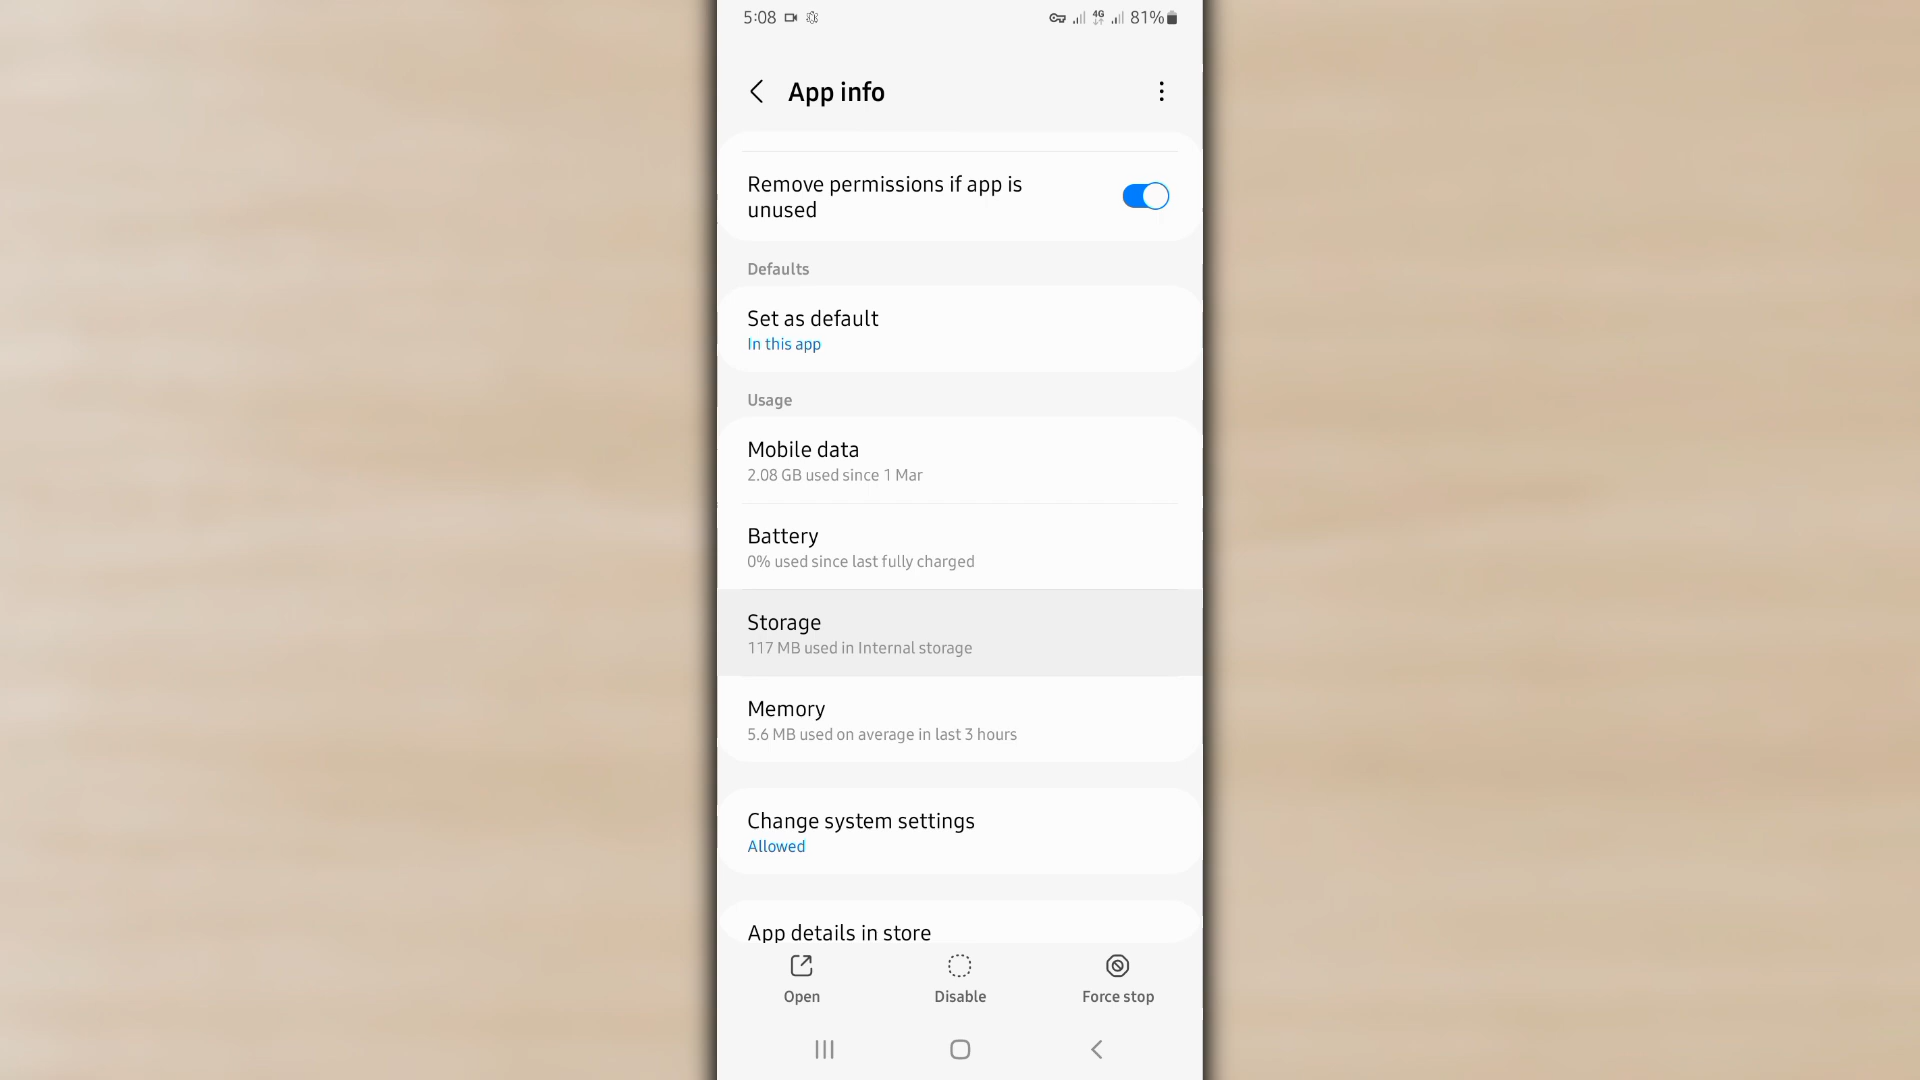 5:08 4G 81%
App info
Remove permissions if app is
unused
Defaults
Set as default
In this app
Usage
Mobile data
2.08 GB used since 1 Mar
Battery
0% used since last fully charged
Storage
117 MB used in Internal storage
Memory
5.6 MB used on average in last 3 hours
Change system settings
Allowed
App details in store
Open Disable Force stop